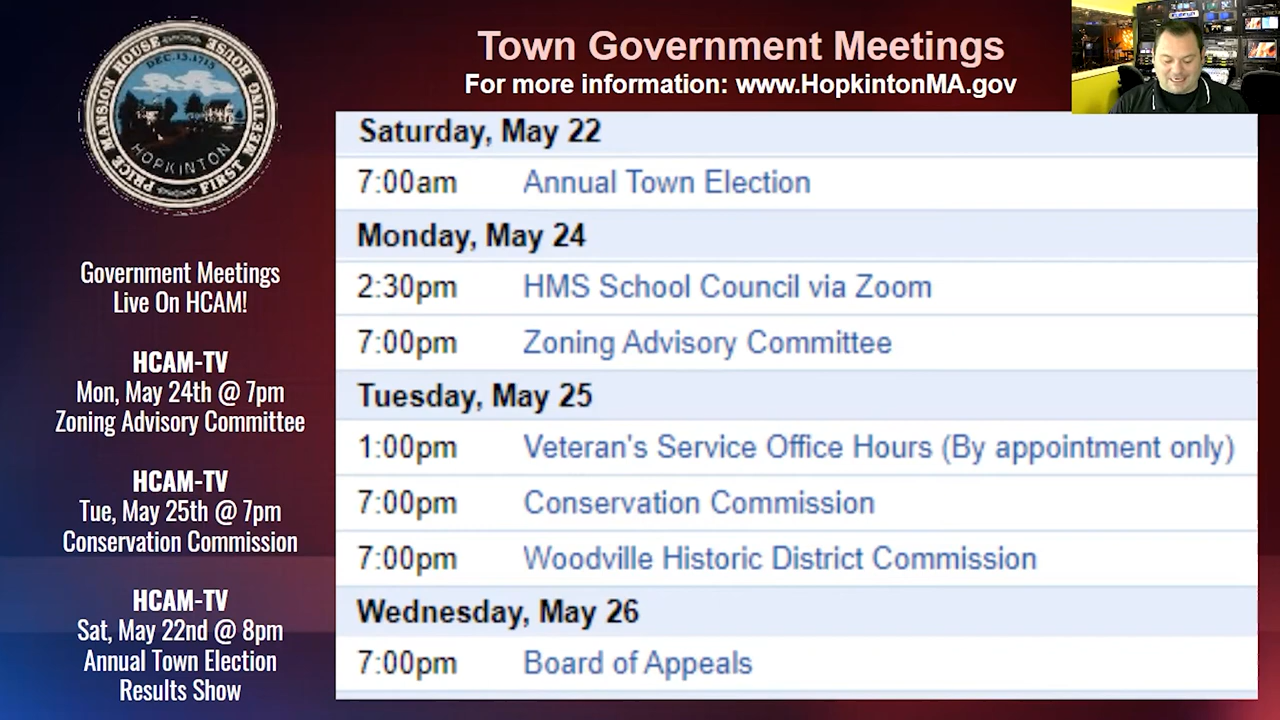 PRICE MANSION HOUSE
FIRST MEETING HOUSE
DEC. 13. 1715
HOPKINTON
Town Government Meetings
For more information: www.HopkintonMA.gov
Government Meetings
Live On HCAM!
HCAM-TV
Mon, May 24th @ 7pm
Zoning Advisory Committee
HCAM-TV
Tue, May 25th @ 7pm
Conservation Commission
HCAM-TV
Sat, May 22nd @ 8pm
Annual Town Election
Results Show
Saturday, May 22
7:00am Annual Town Election
Monday, May 24
2:30pm HMS School Council via Zoom
7:00pm Zoning Advisory Committee
Tuesday, May 25
1:00pm Veteran's Service Office Hours (By appointment only)
7:00pm Conservation Commission
7:00pm Woodville Historic District Commission
Wednesday, May 26
7:00pm Board of Appeals